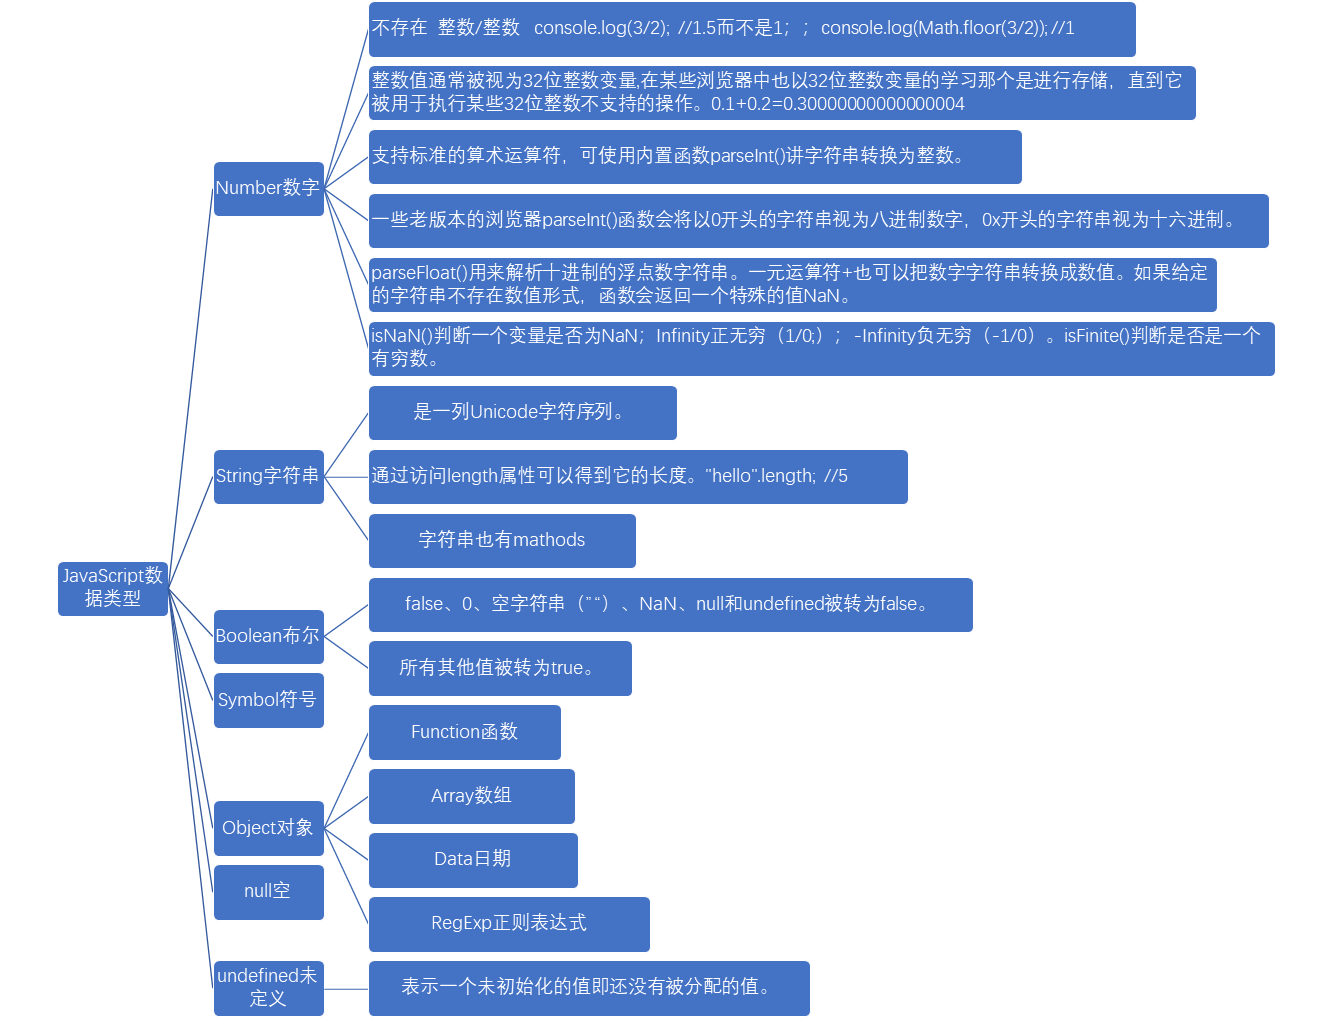 不存在  整数/整数   console.log(3/2);  //1.5而不是1；；console.log(Math.floor(3/2));//1
整数值通常被视为32位整数变量,在某些浏览器中也以32位整数变量的学习那个是进行存储，直到它
被用于执行某些32位整数不支持的操作。0.1+0.2=0.30000000000000004
支持标准的算术运算符，可使用内置函数parseInt()讲字符串转换为整数。
Number数字
一些老版本的浏览器parseInt()函数会将以0开头的字符串视为八进制数字，0x开头的字符串视为十六进制。
parseFloat()用来解析十进制的浮点数字符串。一元运算符+也可以把数字字符串转换成数值。如果给定
的字符串不存在数值形式，函数会返回一个特殊的值NaN。
isNaN()判断一个变量是否为NaN；Infinity正无穷（1/0;）；-Infinity负无穷（-1/0）。isFinite()判断是否是一个
有穷数。
是一列Unicode字符序列。
String字符串
通过访问length属性可以得到它的长度。"hello".length;  //5
字符串也有mathods
JavaScript数
据类型
false、0、空字符串（”“）、NaN、null和undefined被转为false。
Boolean布尔
所有其他值被转为true。
Symbol符号
Function函数
Array数组
Object对象
Data日期
null空
RegExp正则表达式
undefined未
定义
表示一个未初始化的值即还没有被分配的值。